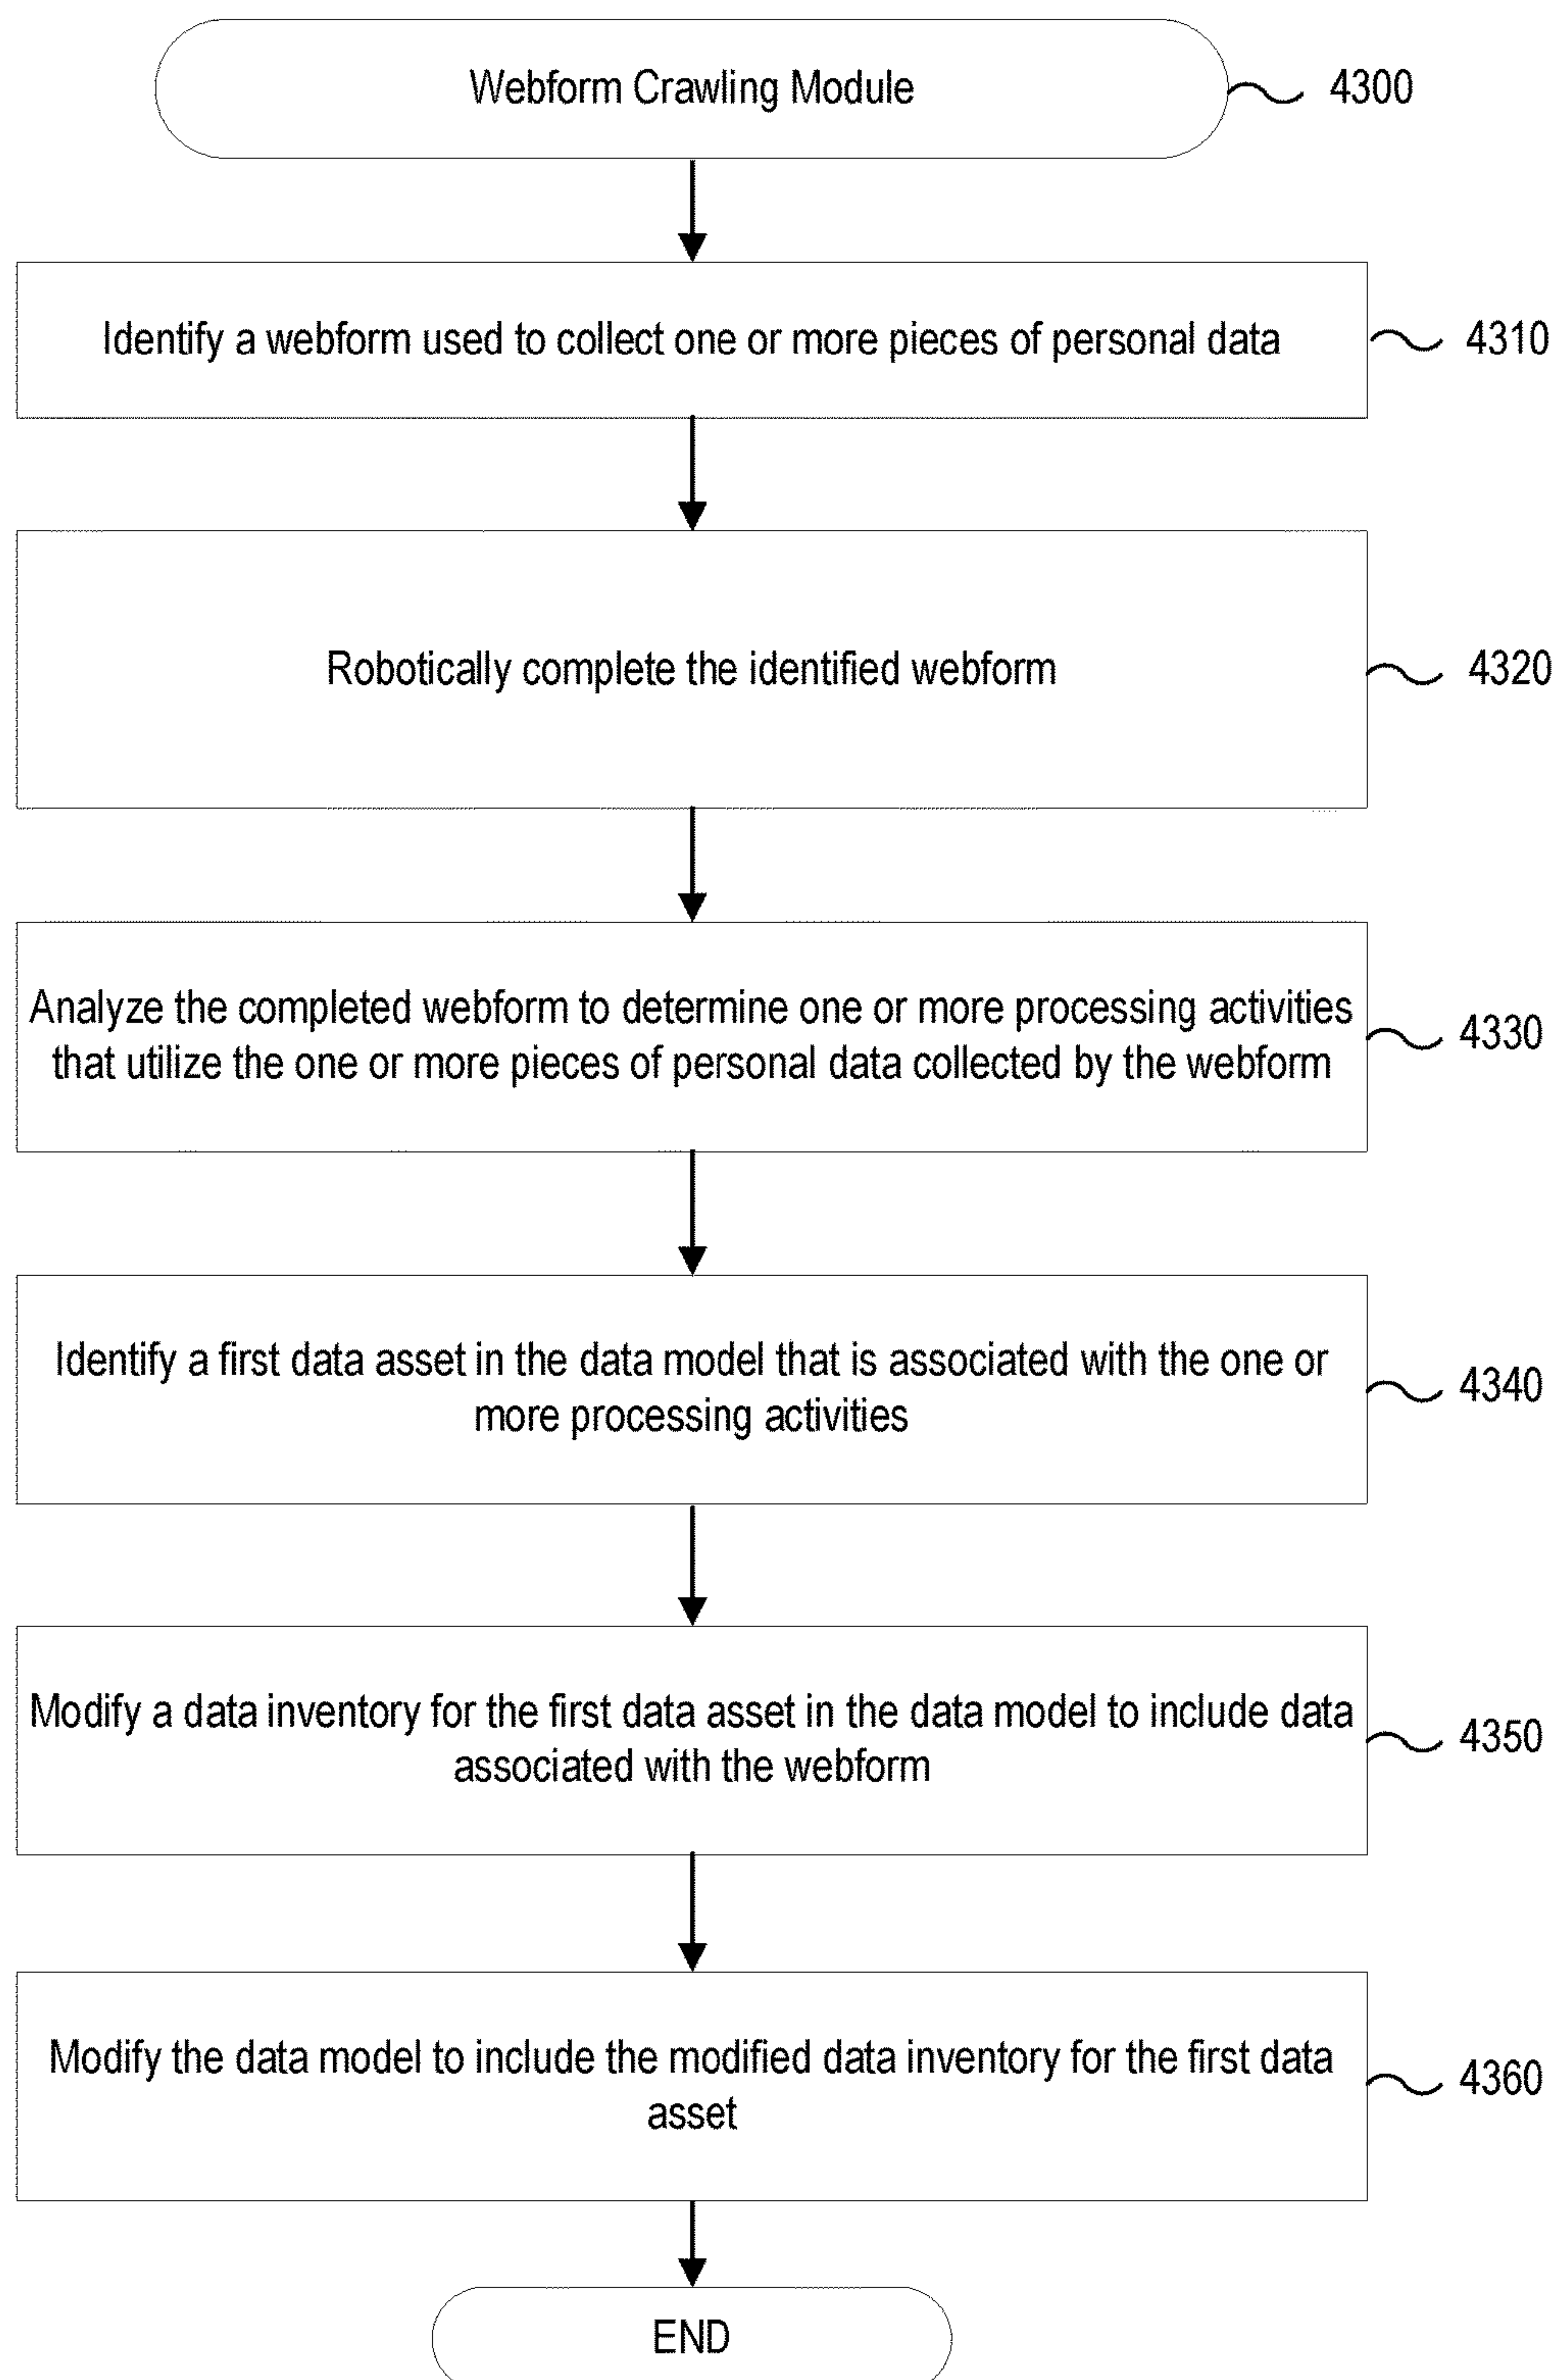 Webform Crawling Module
4300
Identify a webform used to collect one or more pieces of personal data
4310
Robotically complete the identified webform
4320
Analyze the completed webform to determine one or more processing activities
that utilize the one or more pieces of personal data collected by the webform
4330
Identify a first data asset in the data model that is associated with the one or
more processing activities
4340
Modify a data inventory for the first data asset in the data model to include data
associated with the webform
4350
Modify the data model to include the modified data inventory for the first data
asset
4360
END